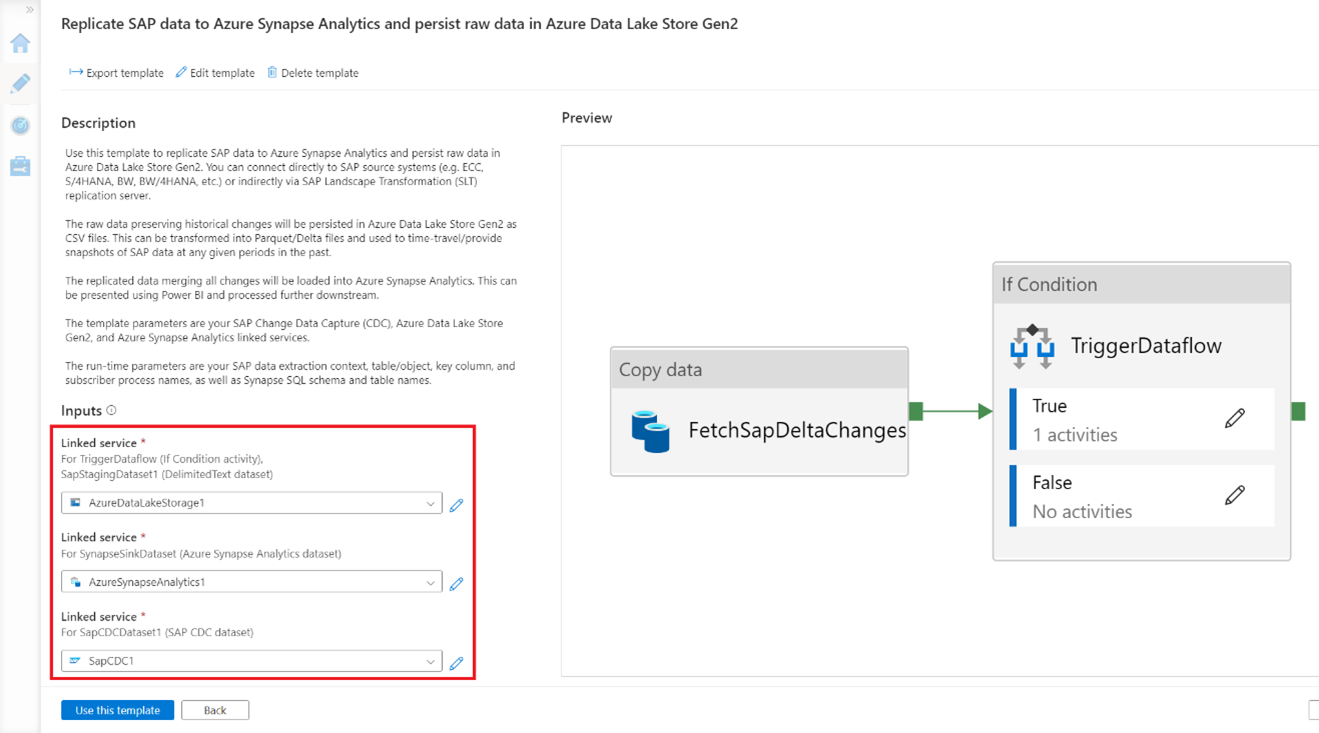 »
Replicate SAP data to Azure Synapse Analytics and persist raw data in Azure Data Lake Store Gen2
Export template Edit template Delete template
Description
Use this template to replicate SAP data to Azure Synapse Analytics and persist raw data in
Azure Data Lake Store Gen2. You can connect directly to SAP source systems (e.g. ECC,
S/4HANA, BW, BW/4HANA, etc.) or indirectly via SAP Landscape Transformation (SLT)
replication server.
The raw data preserving historical changes will be persisted in Azure Data Lake Store Gen2 as
CSV files. This can be transformed into Parquet/Delta files and used to time-travel/provide
snapshots of SAP data at any given periods in the past.
The replicated data merging all changes will be loaded into Azure Synapse Analytics. This can
be presented using Power BI and processed further downstream.
The template parameters are your SAP Change Data Capture (CDC), Azure Data Lake Store
Gen2, and Azure Synapse Analytics linked services.
The run-time parameters are your SAP data extraction context, table/object, key column, and
subscriber process names, as well as Synapse SQL schema and table names.
Inputs
Linked service *
For TriggerDataflow (If Condition activity),
SapStagingDataset1 (DelimitedText dataset)
AzureDataLakeStorage1
Linked service *
For SynapseSinkDataset (Azure Synapse Analytics dataset)
AzureSynapseAnalytics1
Linked service *
For SapCDCDataset1 (SAP CDC dataset)
SapCDC1
Use this template Back
Preview
Copy data
FetchSapDeltaChanges
If Condition
TriggerDataflow
True
1 activities
False
No activities